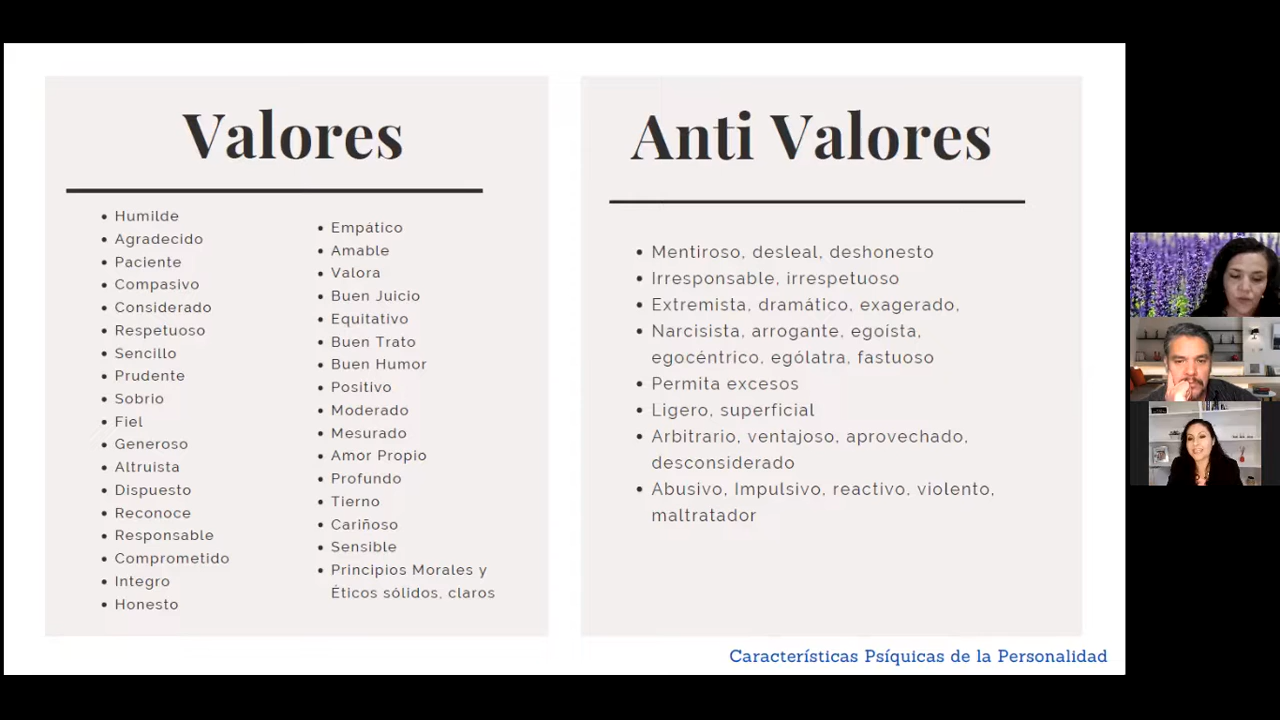 Valores
Humilde
Agradecido
Paciente
Compasivo
Considerado
Respetuoso
Sencillo
Prudente
Sobrio
Fiel
Generoso
Altruista
Dispuesto
Reconoce
Responsable
Comprometido
Integro
Honesto
Empático
Amable
Valora
Buen Juicio
Equitativo
Buen Trato
Buen Humor
Positivo
Moderado
Mesurado
Amor Propio
Profundo
Tierno
Cariñoso
Sensible
Principios Morales y
Éticos sólidos, claros
Anti Valores
Mentiroso, desleal, deshonesto
Irresponsable, irrespetuoso
Extremista, dramático, exagerado,
Narcisista, arrogante, egoísta,
egocéntrico, ególatra, fastuoso
Permita excesos
Ligero, superficial
Arbitrario, ventajoso, aprovechado,
desconsiderado
Abusivo, Impulsivo, reactivo. violento,
maltratador
Características Psíquicas de la Personalidad